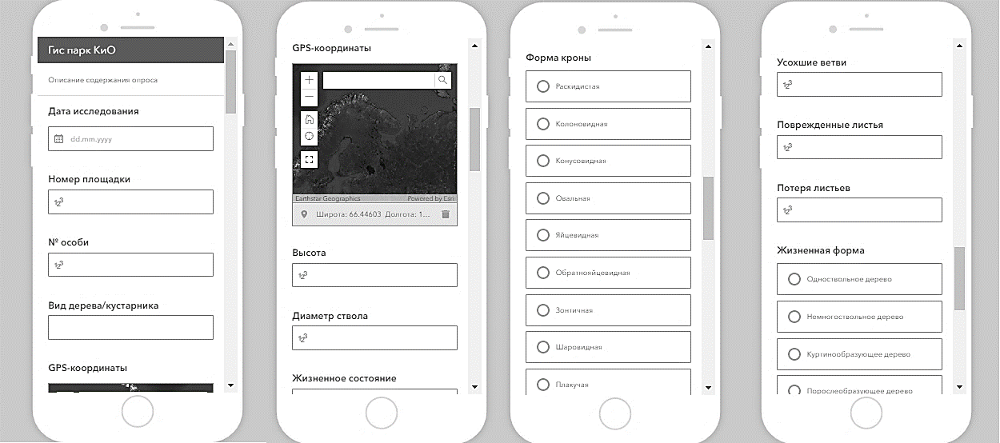 Гис парк КиО
Описание содержания опроса
Дата исследования
dd.mm.yyyy
Номер площадки
123
№ особи
123
Вид дерева/кустарника
GPS-координаты
GPS-координаты
Earthstar Geographics Powered by Esri
Широта: 66.44603 Долгота: 1...
Высота
123
Диаметр ствола
123
Жизненное состояние
Форма кроны
Раскидистая
Колоновидная
Конусовидная
Овальная
Яйцевидная
Обратнояйцевидная
Зонтичная
Шаровидная
Плакучая
Усохшие ветви
123
Поврежденные листья
123
Потеря листьев
123
Жизненная форма
Одноствольное дерево
Немногоствольное дерево
Куртинообразующее дерево
Порослеобразующее дерево